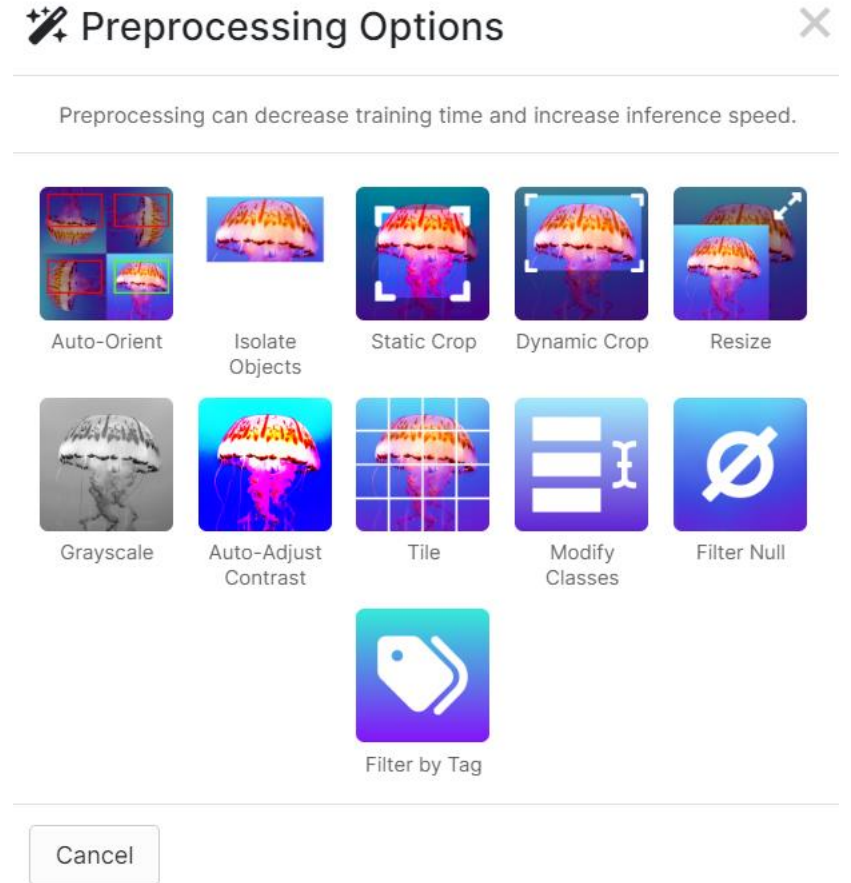 Preprocessing Options
Preprocessing can decrease training time and increase inference speed.
Auto-Orient
Isolate
Objects
Static Crop
Dynamic Crop
Resize
Grayscale
Auto-Adjust
Contrast
Tile
Modify
Classes
Filter Null
Filter by Tag
Cancel